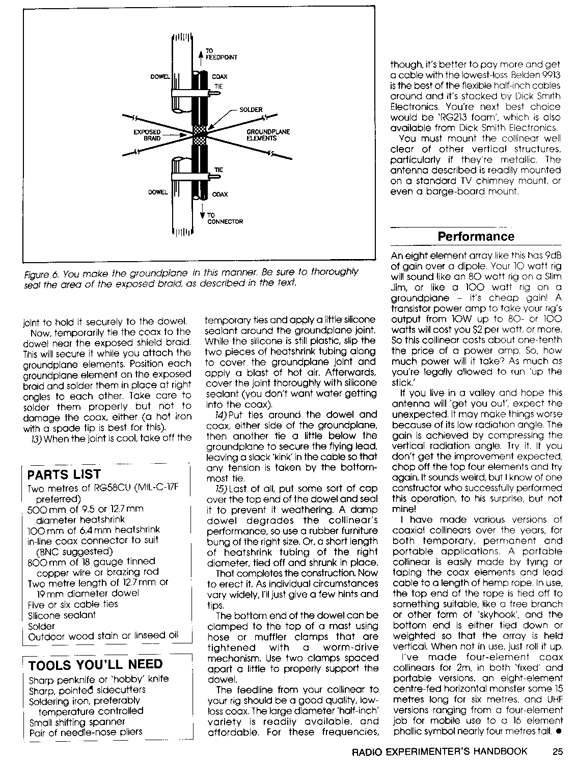 TO
FEEDPOINT
DOWEL
COAX
TIE
SOLDER
EXPOSED
BRAID
GROUNDPLANE
ELEMENTS
TIE
DOWEL
COAX
TO
CONNECTOR
Figure 6. You make the groundplane in this manner. Be sure to thoroughly
seal the area of the exposed braid, as described in the text.
joint to hold it securely to the dowel.
Now, temporarily tie the coax to the
dowel near the exposed shield braid.
This will secure it while you attach the
groundplane elements. Position each
groundplane element on the exposed
braid and solder them in place at right
angles to each other. Take care to
solder them properly but not to
damage the coax, either (a hot iron
with a spade tip is best for this).
13) When the joint is cool, take off the
PARTS LIST
Two metres of RG58CU (MIL-C-17F
preferred)
500 mm of 9.5 or 12.7 mm
diameter heatshrink
100 mm of 6.4 mm heatshrink
in-line coax connector to suit
(BNC suggested)
800 mm of 18 gauge tinned
copper wire or brazing rod
Two metre length of 12.7 mm or
19 mm diameter dowel
Five or six cable ties
Silicone sealant
Solder
Outdoor wood stain or linseed oil
TOOLS YOU'LL NEED
Sharp penknife or 'hobby' knife
Sharp, pointed sidecutters
Soldering iron, preferably
temperature controlled
Small shifting spanner
Pair of needle-nose pliers
temporary ties and apply a little silicone
sealant around the groundplane joint.
While the silicone is still plastic, slip the
two pieces of heatshrink tubing along
to cover the groundplane joint and
apply a blast of hot air. Afterwards,
cover the joint thoroughly with silicone
sealant (you don't want water getting
into the coax).
14) Put ties around the dowel and
coax, either side of the groundplane,
then another tie a little below the
groundplane to secure the flying lead,
leaving a slack 'kink' in the cable so that
any tension is taken by the bottom-
most tie.
15) Last of all, put some sort of cap
over the top end of the dowel and seal
it to prevent it weathering. A damp
dowel degrades the collinear's
performance, so use a rubber furniture
bung of the right size. Or, a short length
of heatshrink tubing of the right
diameter, tied off and shrunk in place.
That completes the construction. Now
to erect it. As individual circumstances
vary widely, I'll just give a few hints and
tips.
The bottom end of the dowel can be
clamped to the top of a mast using
hose or muffler clamps that are
tightened with a worm-drive
mechanism. Use two clamps spaced
apart a little to properly support the
dowel.
The feedline from your collinear to
your rig should be a good quality, low-
loss coax. The large diameter 'half-inch'
variety is readily available, and
affordable. For these frequencies,
though, it's better to pay more and get
a cable with the lowest-loss. Belden 9913
is the best of the flexible half-inch cables
around and it's stocked by Dick Smith
Electronics. You're next best choice
would be 'RG213 foam', which is also
available from Dick Smith Electronics.
You must mount the collinear well
clear of other vertical structures,
particularly if they're metallic. The
antenna described is readily mounted
on a standard TV chimney mount, or
even a barge-board mount.
Performance
An eight element array like this has 9dB
of gain over a dipole. Your 10 watt rig
will sound like an 80 watt rig on a Slim
Jim, or like a 100 watt rig on a
groundplane – it's cheap gain! A
transistor power amp to take your rig's
output from 10W up to 80- or 100
watts will cost you $2 per watt, or more.
So this collinear costs about one-tenth
the price of a power amp. So, how
much power will it take? As much as
you're legally allowed to run 'up the
stick.'
If you live in a valley and hope this
antenna will 'get you out', expect the
unexpected. It may make things worse
because of its low radiation angle. The
gain is achieved by compressing the
vertical radiation angle. Try it. If you
don't get the improvement expected,
chop off the top four elements and try
again. It sounds weird, but I know of one
constructor who successfully performed
this operation, to his surprise, but not
mine!
I have made various versions of
coaxial collinears over the years, for
both temporary, permanent and
portable applications. A portable
collinear is easily made by tying or
taping the coax elements and lead
cable to a length of hemp rope. In use,
the top end of the rope is tied off to
something suitable, like a tree branch
or other form of 'skyhook', and the
bottom end is either tied down or
weighted so that the array is held
vertical. When not in use, just roll it up.
I've made four-element coax
collinears for 2m, in both 'fixed' and
portable versions, an eight-element
centre-fed horizontal monster some 15
metres long for six metres, and UHF
versions ranging from a four-element
job for mobile use to a 16 element
phallic symbol nearly four metres tall. ●
RADIO EXPERIMENTER'S HANDBOOK 25